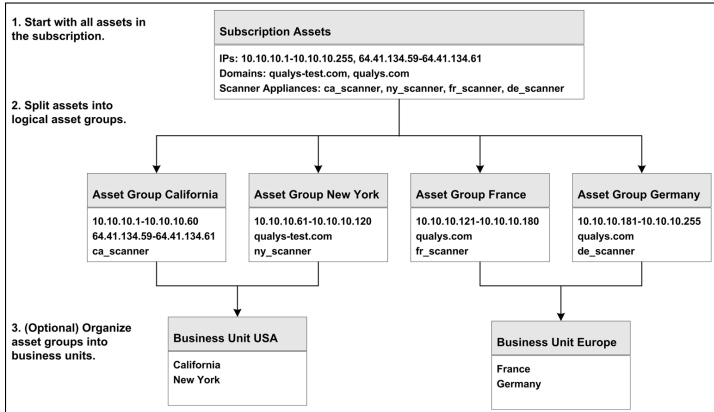 1. Start with all assets in
the subscription.
Subscription Assets
IPs: 10.10.10.1-10.10.10.255, 64.41.134.59-64.41.134.61
Domains: qualys-test.com, qualys.com
Scanner Appliances: ca_scanner, ny_scanner, fr_scanner, de_scanner
2. Split assets into
logical asset groups.
Asset Group California
10.10.10.1-10.10.10.60
64.41.134.59-64.41.134.61
ca_scanner
Asset Group New York
10.10.10.61-10.10.10.120
qualys-test.com
ny_scanner
Asset Group France
10.10.10.121-10.10.10.180
qualys.com
fr_scanner
Asset Group Germany
10.10.10.181-10.10.10.255
qualys.com
de_scanner
3. (Optional) Organize
asset groups into
business units.
Business Unit USA
California
New York
Business Unit Europe
France
Germany